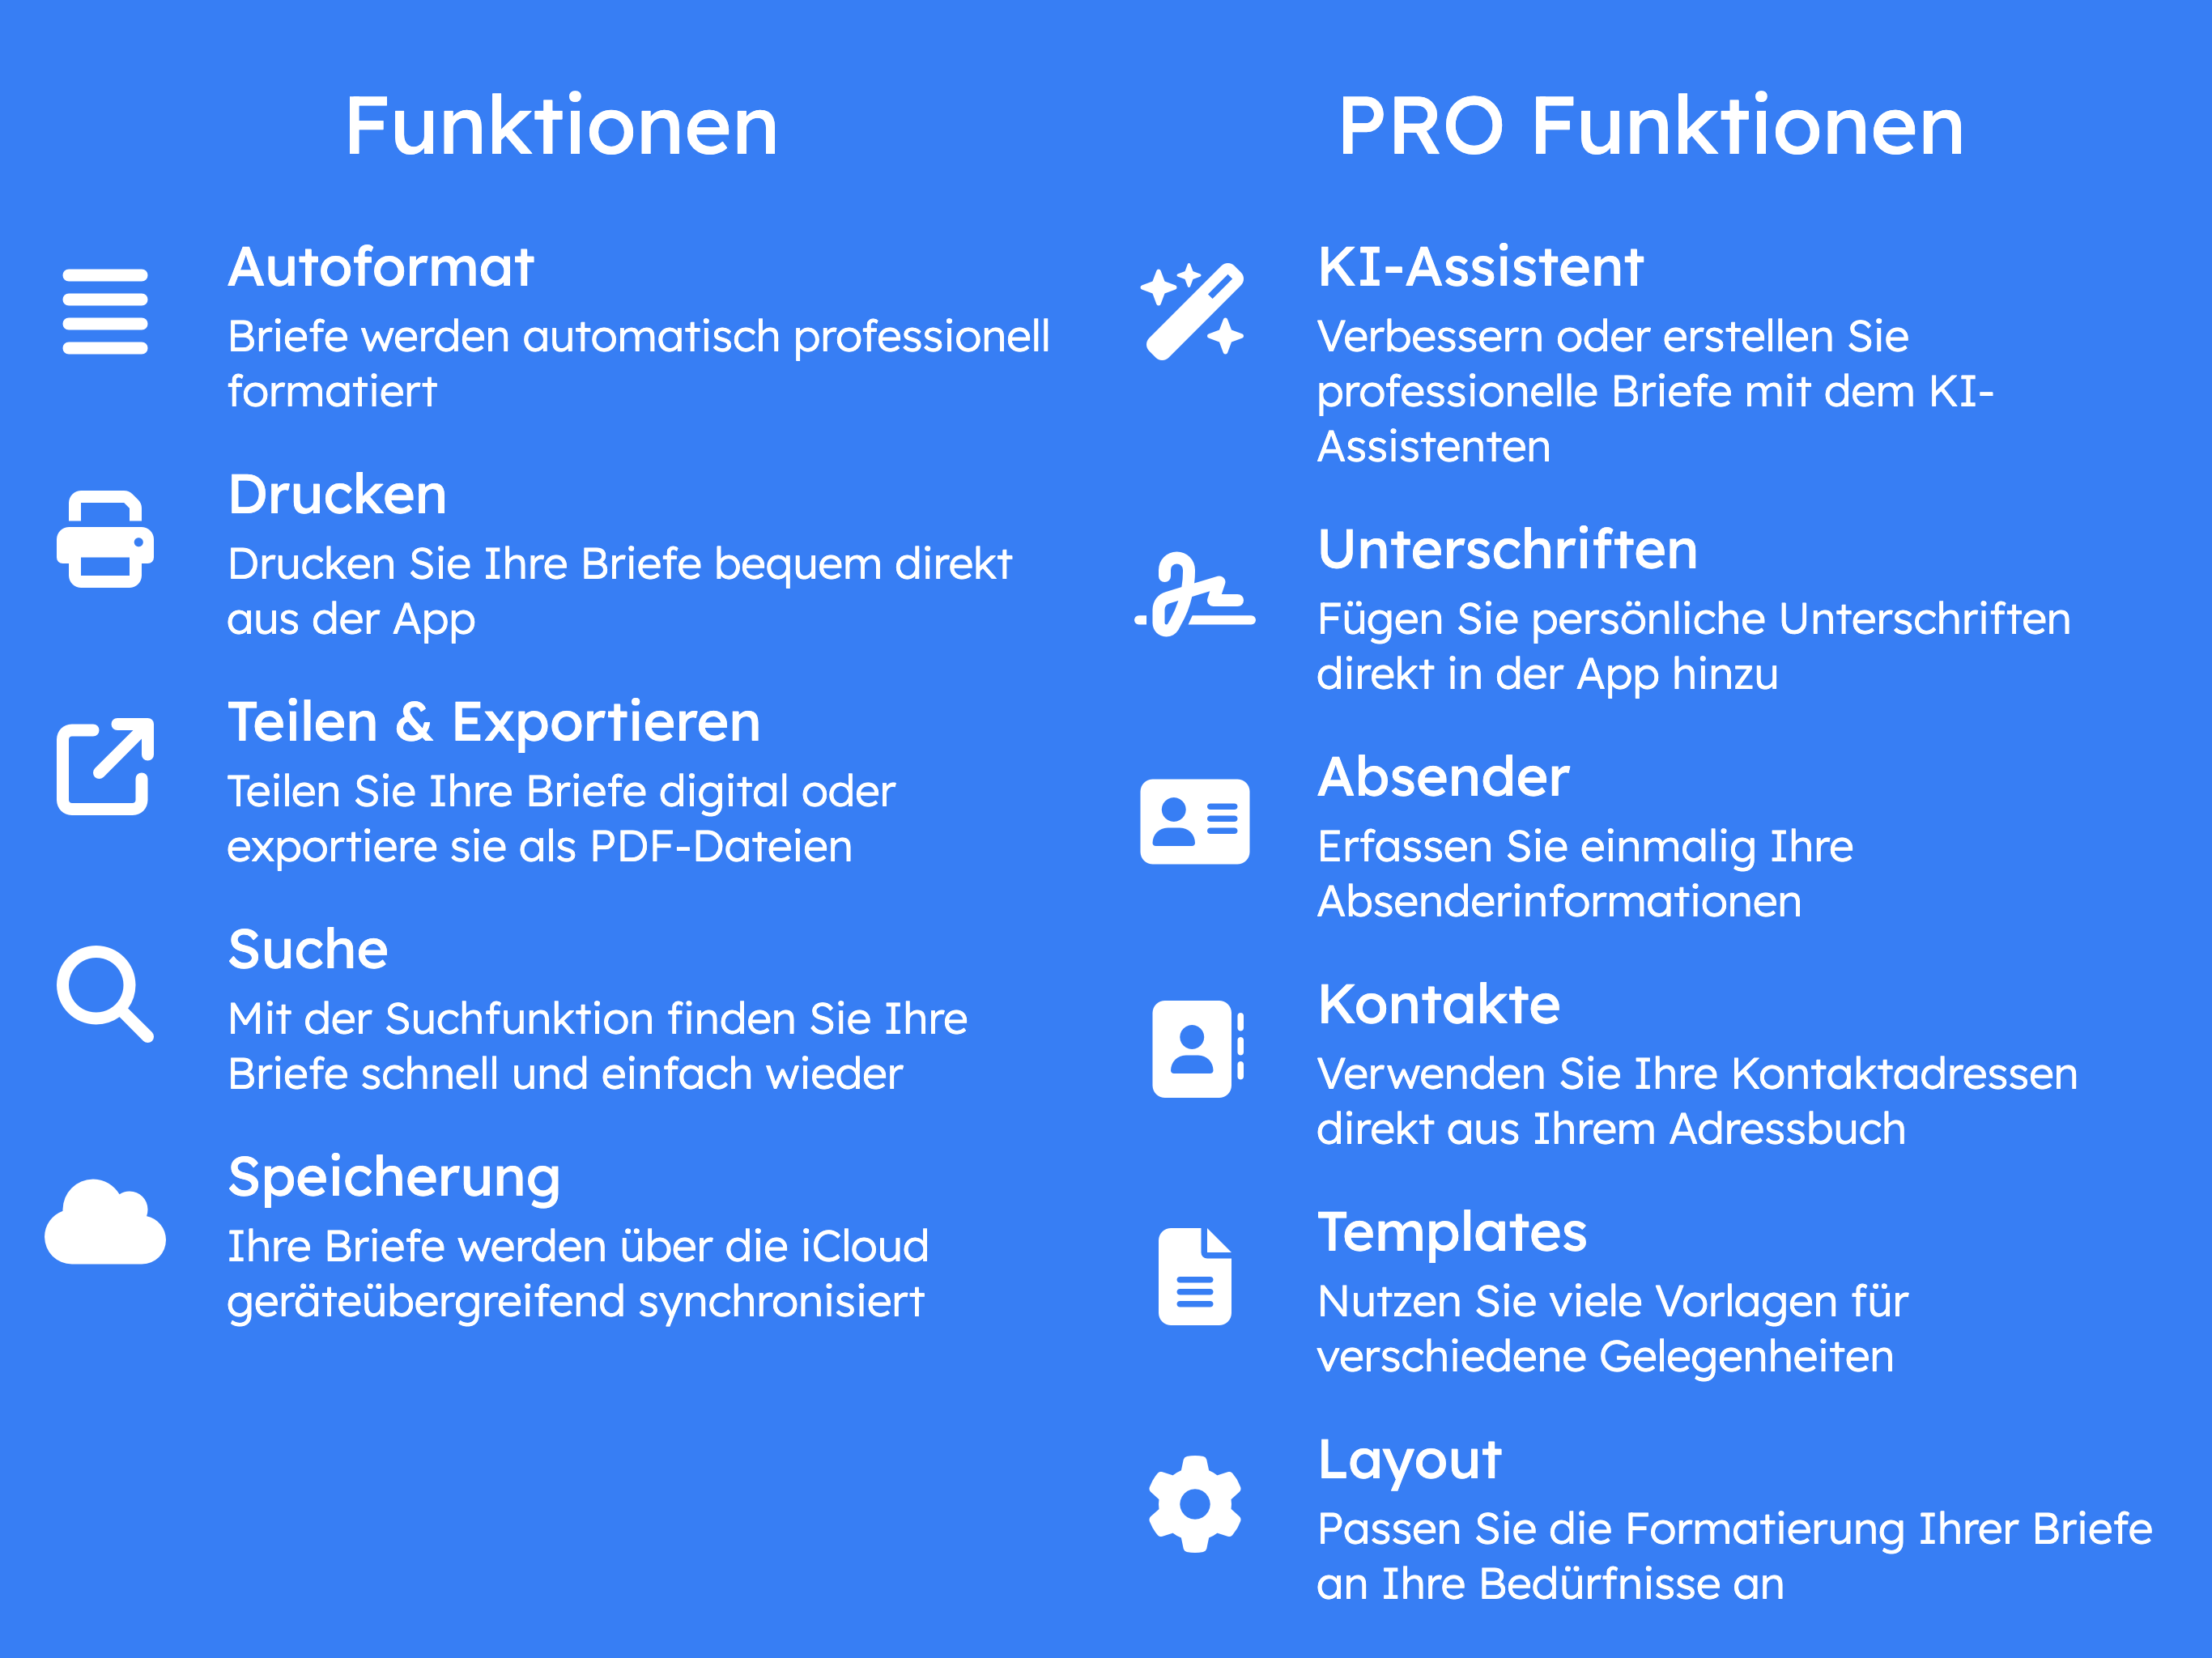 Funktionen
Autoformat
Briefe werden automatisch professionell
formatiert
Drucken
Drucken Sie Ihre Briefe bequem direkt
aus der App
Teilen & Exportieren
Teilen Sie Ihre Briefe digital oder
exportiere sie als PDF-Dateien
Suche
Mit der Suchfunktion finden Sie Ihre
Briefe schnell und einfach wieder
Speicherung
Ihre Briefe werden über die iCloud
geräteübergreifend synchronisiert
PRO Funktionen
KI-Assistent
Verbessern oder erstellen Sie
professionelle Briefe mit dem KI-
Assistenten
Unterschriften
Fügen Sie persönliche Unterschriften
direkt in der App hinzu
Absender
Erfassen Sie einmalig Ihre
Absenderinformationen
Kontakte
Verwenden Sie Ihre Kontaktadressen
direkt aus Ihrem Adressbuch
Templates
Nutzen Sie viele Vorlagen für
verschiedene Gelegenheiten
Layout
Passen Sie die Formatierung Ihrer Briefe
an Ihre Bedürfnisse an